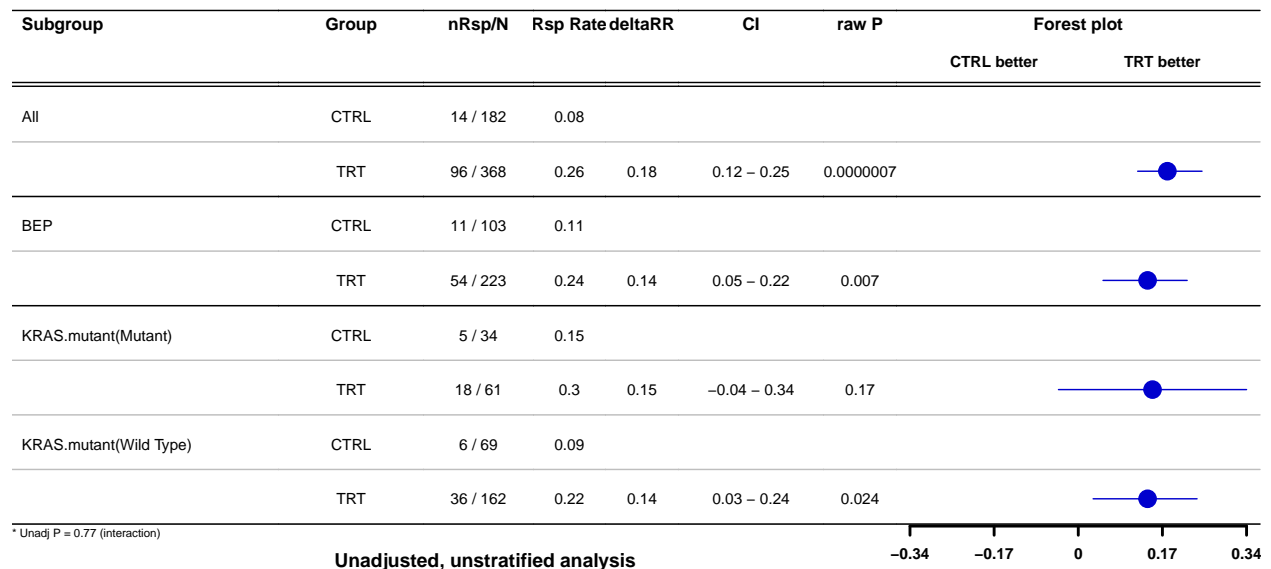 Subgroup Group nRsp/N Rsp Rate deltaRR CI raw P Forest plot
CTRL better TRT better
All CTRL 14 / 182 0.08
TRT 96 / 368 0.26 0.18 0.12 − 0.25 0.0000007
BEP CTRL 11 / 103 0.11
TRT 54 / 223 0.24 0.14 0.05 − 0.22 0.007
KRAS.mutant(Mutant) CTRL 5 / 34 0.15
TRT 18 / 61 0.3 0.15 −0.04 − 0.34 0.17
KRAS.mutant(Wild Type) CTRL 6 / 69 0.09
TRT 36 / 162 0.22 0.14 0.03 − 0.24 0.024
* Unadj P = 0.77 (interaction)
−0.34 −0.17 0 0.17 0.34
Unadjusted, unstratified analysis